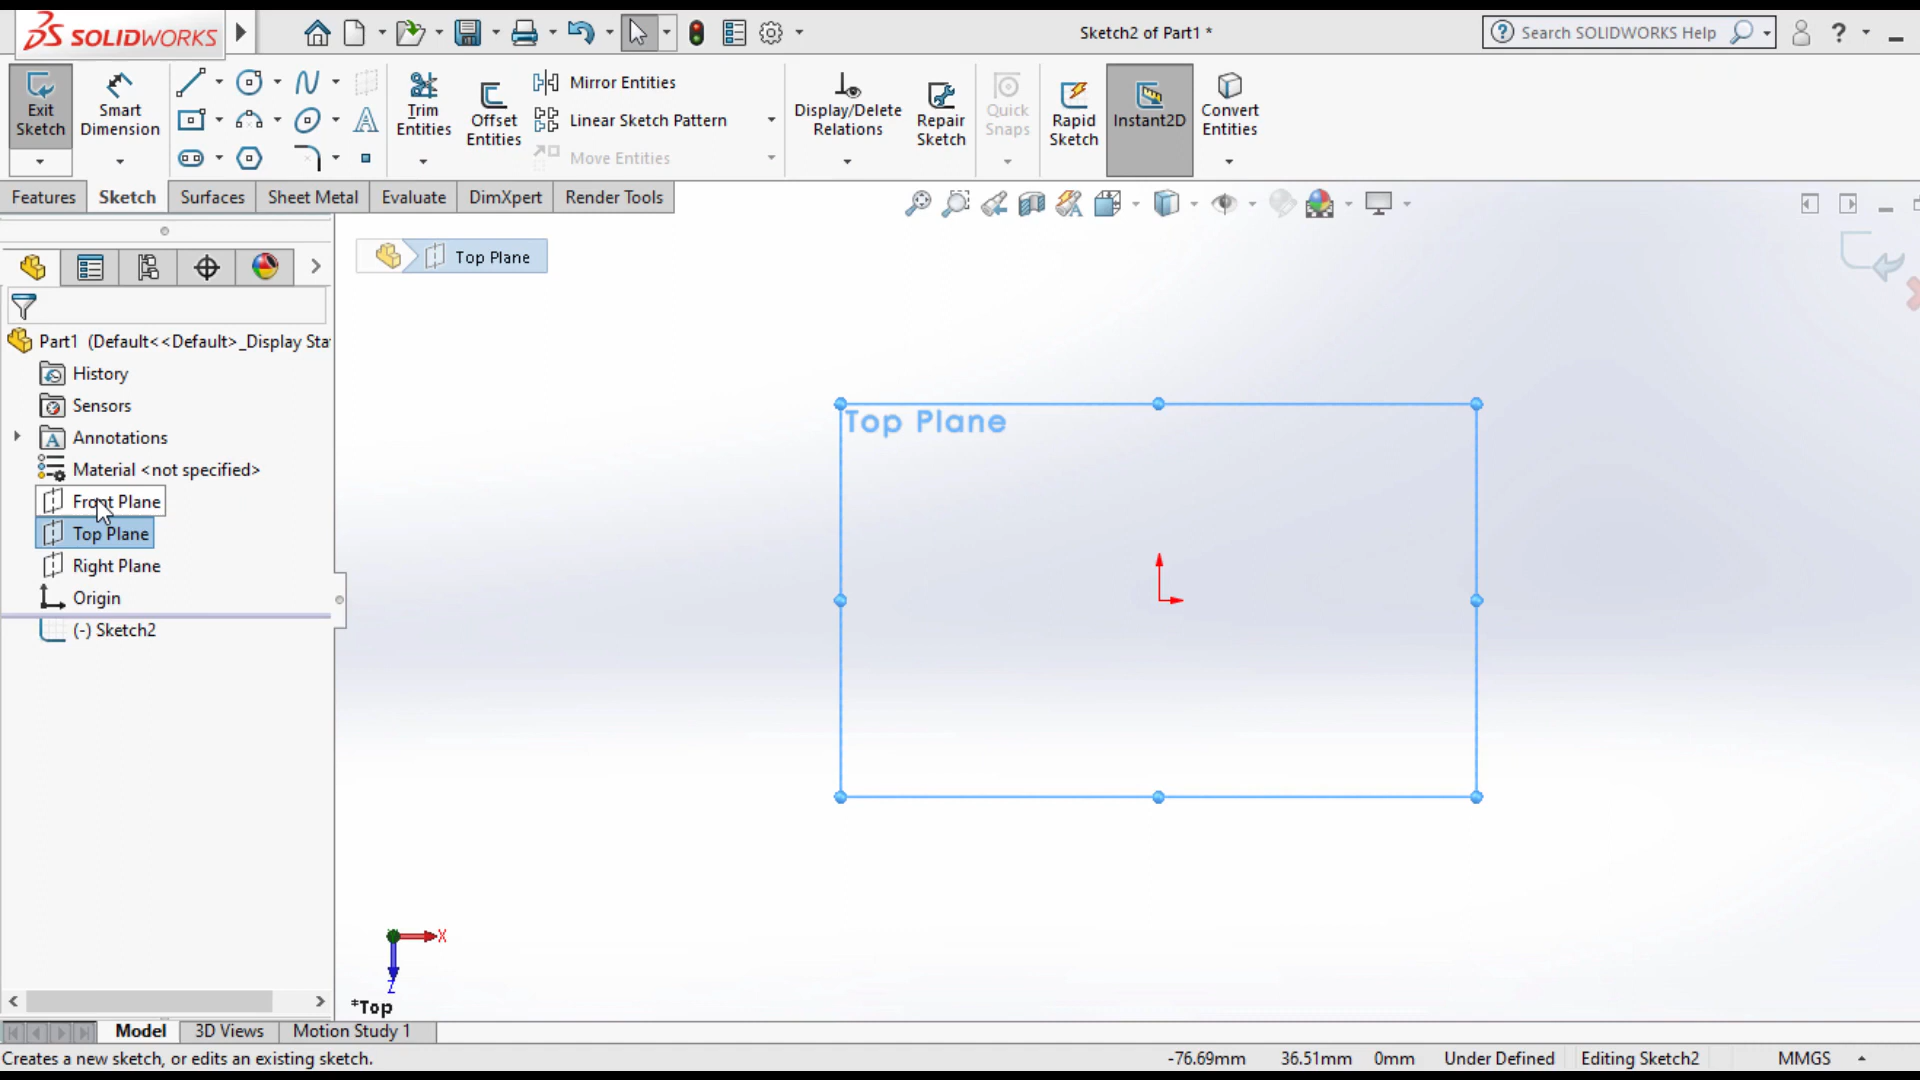 SOLIDWORKS
Sketch2 of Part1 *
Search SOLIDWORKS Help
Exit Sketch
Smart Dimension
Trim Entities
Offset Entities
Mirror Entities
Linear Sketch Pattern
Move Entities
Display/Delete Relations
Repair Sketch
Quick Snaps
Rapid Sketch
Instant2D
Convert Entities
Features
Sketch
Surfaces
Sheet Metal
Evaluate
DimXpert
Render Tools
Top Plane
Part1 (Default<<Default>_Display Sta
History
Sensors
Annotations
Material <not specified>
Front Plane
Top Plane
Right Plane
Origin
(-) Sketch2
Top Plane
X
Z
*Top
Model
3D Views
Motion Study 1
Creates a new sketch, or edits an existing sketch.
-76.69mm
36.51mm
0mm
Under Defined
Editing Sketch2
MMGS